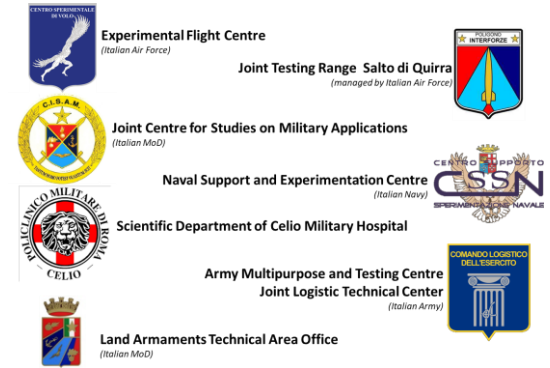 CENTRO SPERIMENTALE
DI VOLO
Experimental Flight Centre
(Italian Air Force)
POLIGONO
INTERFORZE
Joint Testing Range Salto di Quirra
(managed by Italian Air Force)
C.I.S.A.M.
Joint Centre for Studies on Military Applications
(Italian MoD)
CENTRO SUPPORTO
CSSN
SPERIMENTAZIONE NAVALE
Naval Support and Experimentation Centre
(Italian Navy)
POLICLINICO MILITARE DI ROMA
- CELIO -
Scientific Department of Celio Military Hospital
COMANDO LOGISTICO
DELL'ESERCITO
Army Multipurpose and Testing Centre
Joint Logistic Technical Center
(Italian Army)
Land Armaments Technical Area Office
(Italian MoD)